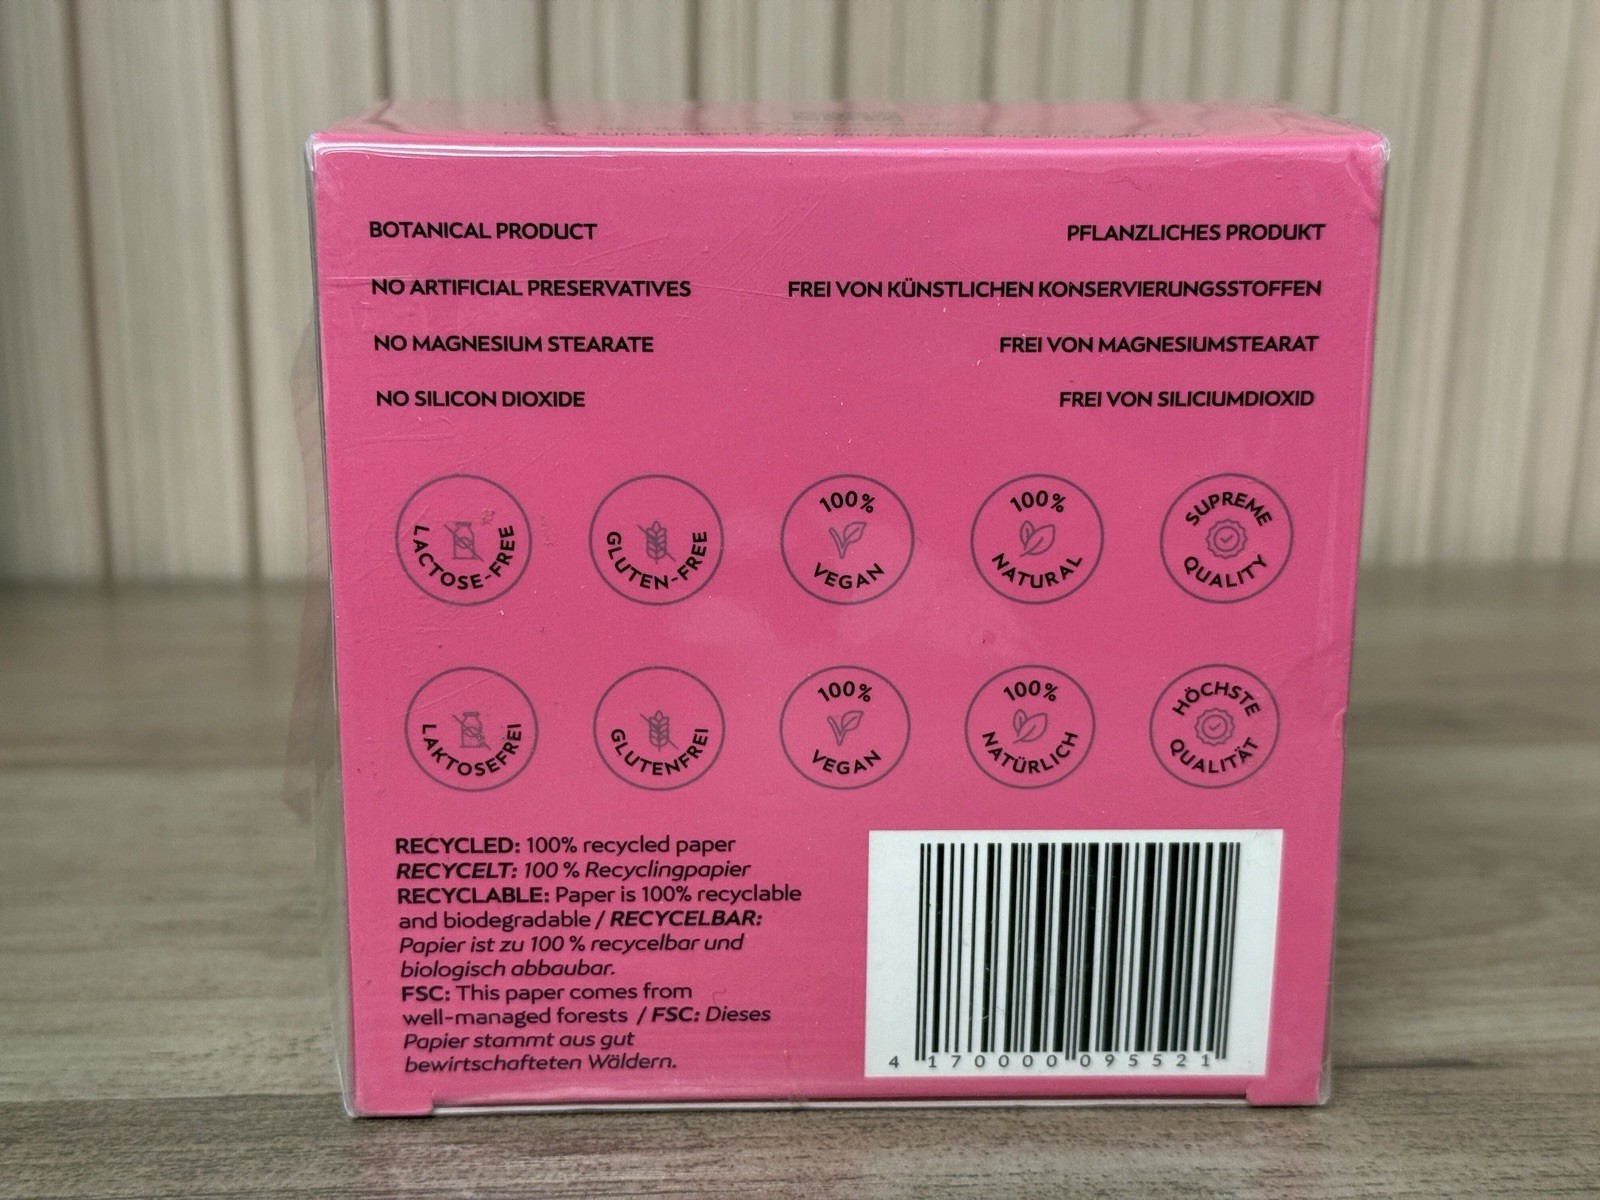 BOTANICAL PRODUCT
PFLANZLICHES PRODUKT
NO ARTIFICIAL PRESERVATIVES
FREI VON KÜNSTLICHEN KONSERVIERUNGSSTOFFEN
NO MAGNESIUM STEARATE
FREI VON MAGNESIUMSTEARAT
NO SILICON DIOXIDE
FREI VON SILICIUMDIOXID
LACTOSE-FREE
GLUTEN-FREE
100%
VEGAN
100%
NATURAL
SUPREME
QUALITY
LAKTOSEFREI
GLUTENFREI
100%
VEGAN
100%
NATÜRLICH
HÖCHSTE
QUALITÄT
RECYCLED: 100% recycled paper
RECYCELT: 100 % Recyclingpapier
RECYCLABLE: Paper is 100% recyclable
and biodegradable / RECYCELBAR:
Papier ist zu 100 % recycelbar und
biologisch abbaubar.
FSC: This paper comes from
well-managed forests / FSC: Dieses
Papier stammt aus gut
bewirtschafteten Wäldern.
4 170000 095521